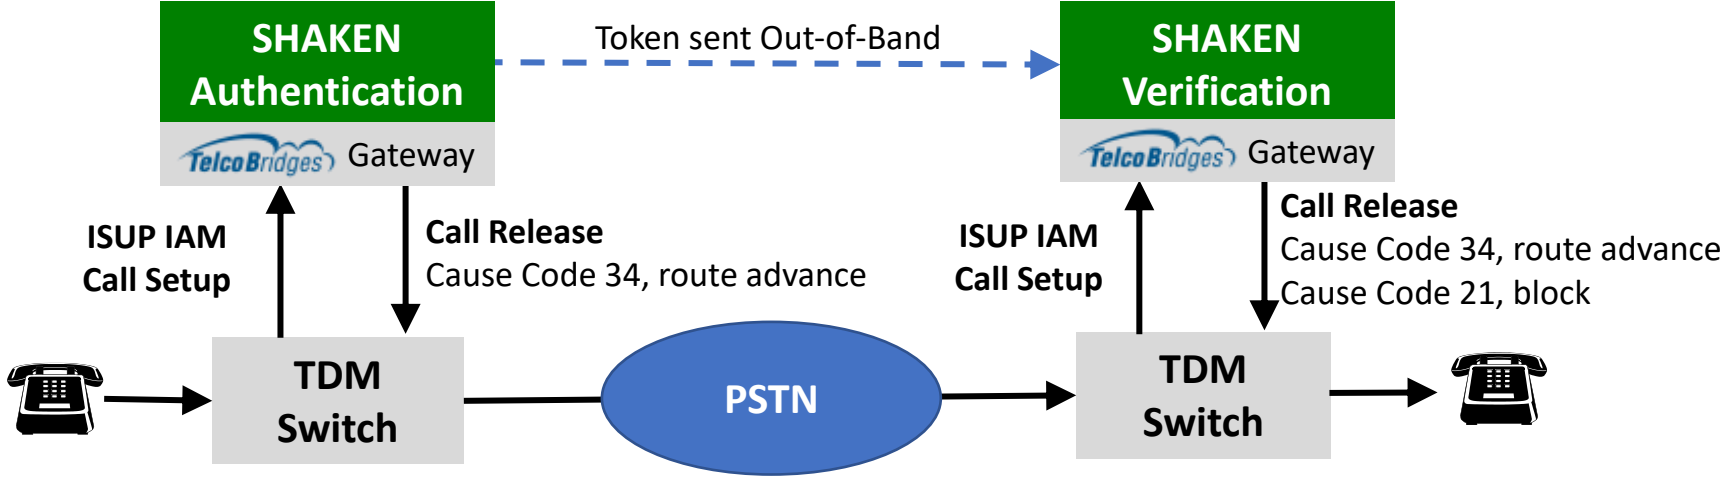 SHAKEN
Authentication
TelcoBridges Gateway
Token sent Out-of-Band
SHAKEN
Verification
TelcoBridges Gateway
ISUP IAM
Call Setup
Call Release
Cause Code 34, route advance
ISUP IAM
Call Setup
Call Release
Cause Code 34, route advance
Cause Code 21, block
TDM
Switch
PSTN
TDM
Switch